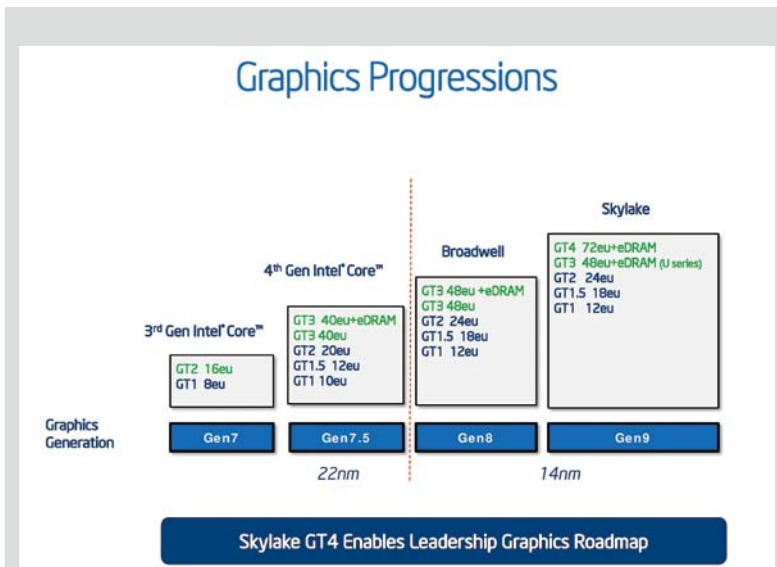 Graphics Progressions
Skylake
GT4 72eu+eDRAM
GT3 48eu+eDRAM (U series)
GT2 24eu
GT1.5 18eu
GT1 12eu
Broadwell
GT3 48eu +eDRAM
GT3 48eu
GT2 24eu
GT1.5 18eu
GT1 12eu
4th Gen Intel® Core™
GT3 40eu+eDRAM
GT3 40eu
GT2 20eu
GT1.5 12eu
GT1 10eu
3rd Gen Intel® Core™
GT2 16eu
GT1 8eu
Graphics
Generation
Gen7
Gen7.5
Gen8
Gen9
22nm
14nm
Skylake GT4 Enables Leadership Graphics Roadmap